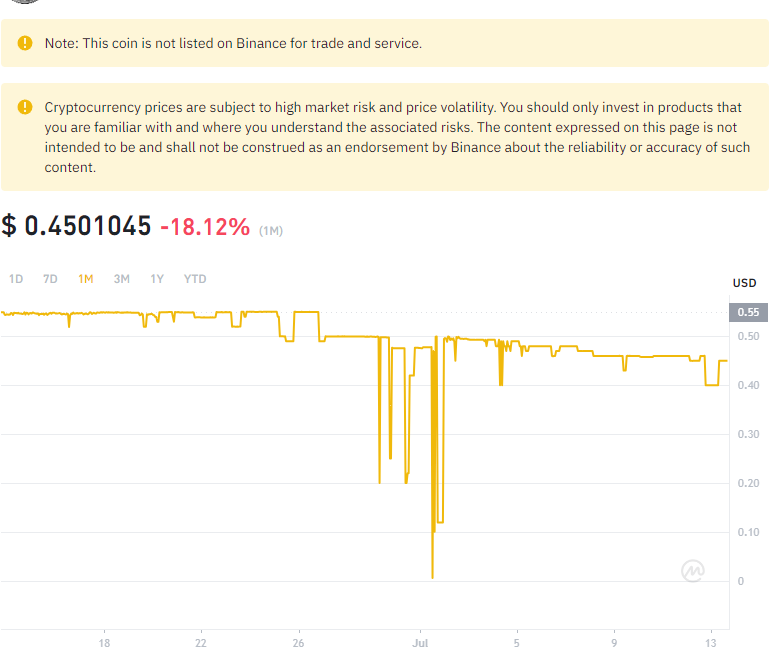 Note: This coin is not listed on Binance for trade and service.
Cryptocurrency prices are subject to high market risk and price volatility. You should only invest in products that
you are familiar with and where you understand the associated risks. The content expressed on this page is not
intended to be and shall not be construed as an endorsement by Binance about the reliability or accuracy of such
content.
$ 0.4501045 -18.12% (1M)
1D 7D 1M 3M 1Y YTD
USD
0.55
0.50
0.40
0.30
0.20
0.10
0
18 22 26 Jul 5 9 13